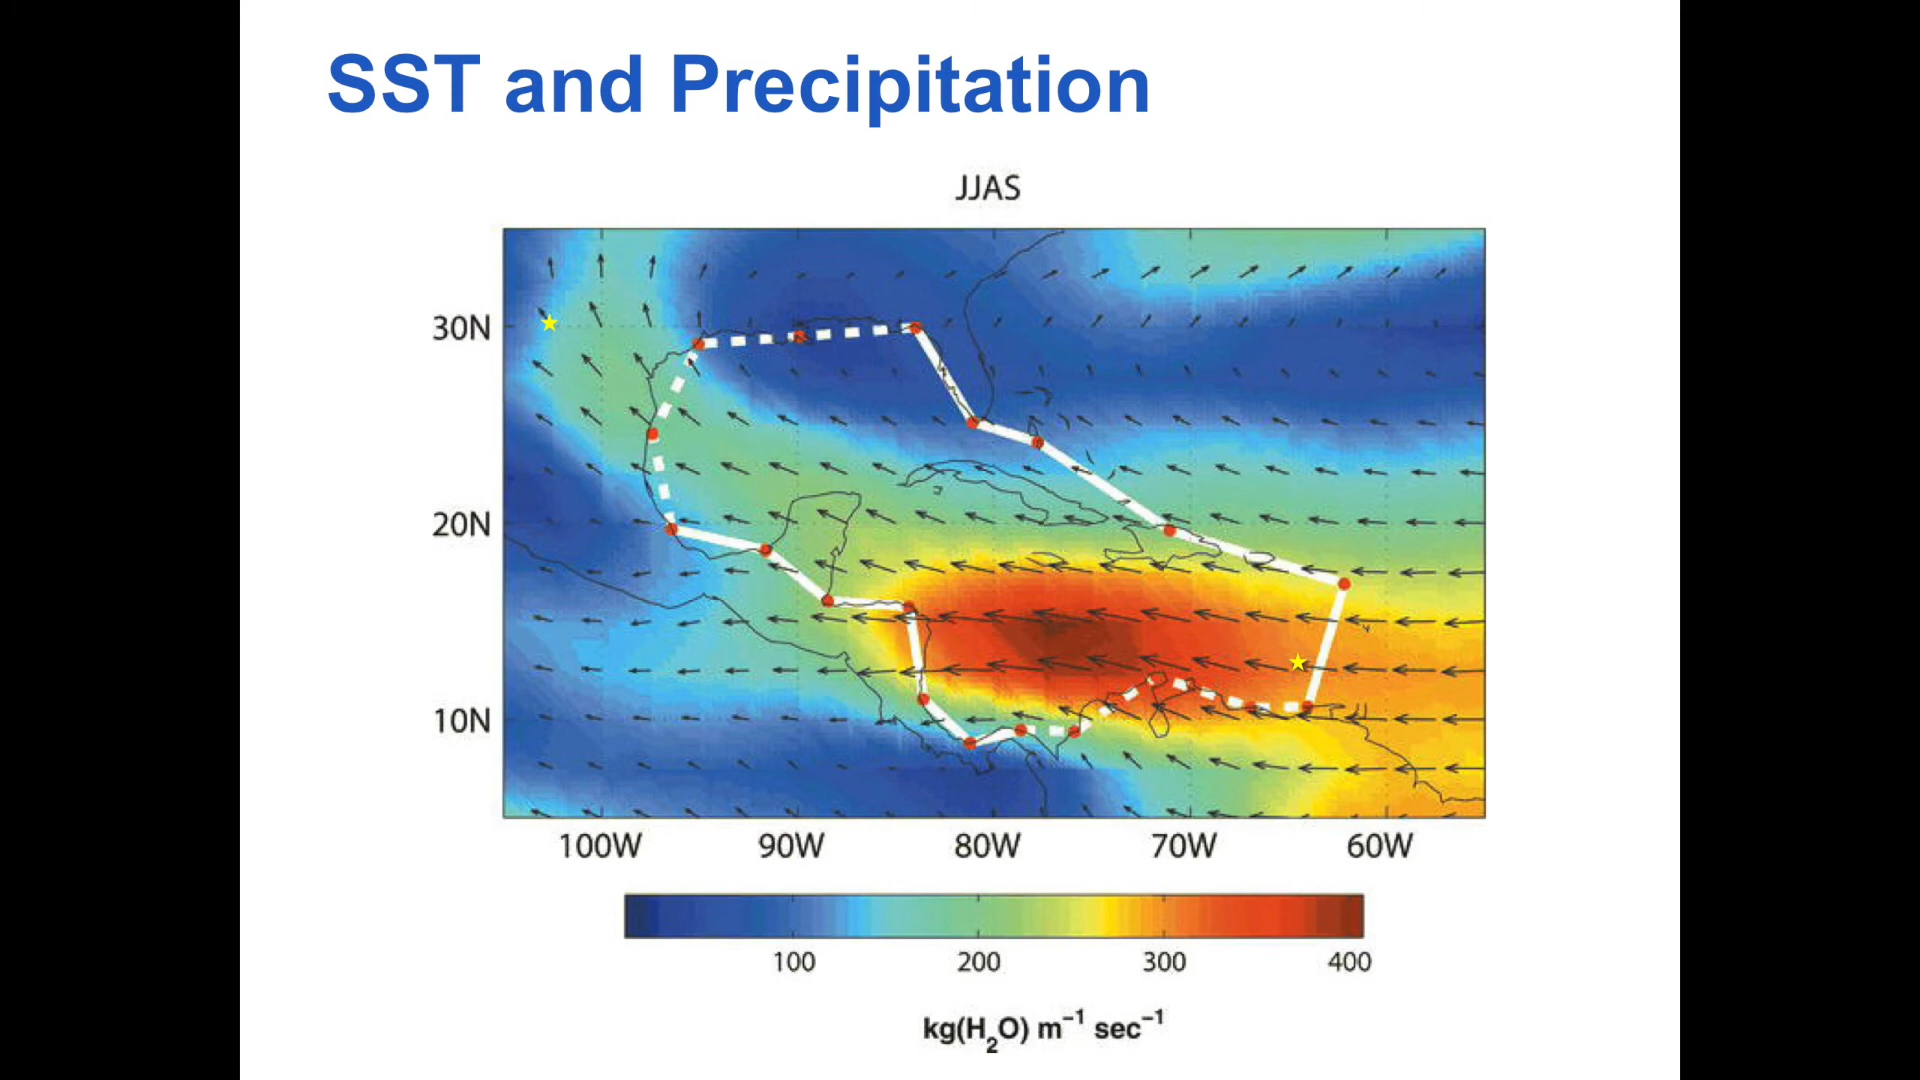 SST and Precipitation
JJAS
30N
20N
10N
100W 90W 80W 70W 60W
100 200 300 400
kg(H₂O) m⁻¹ sec⁻¹